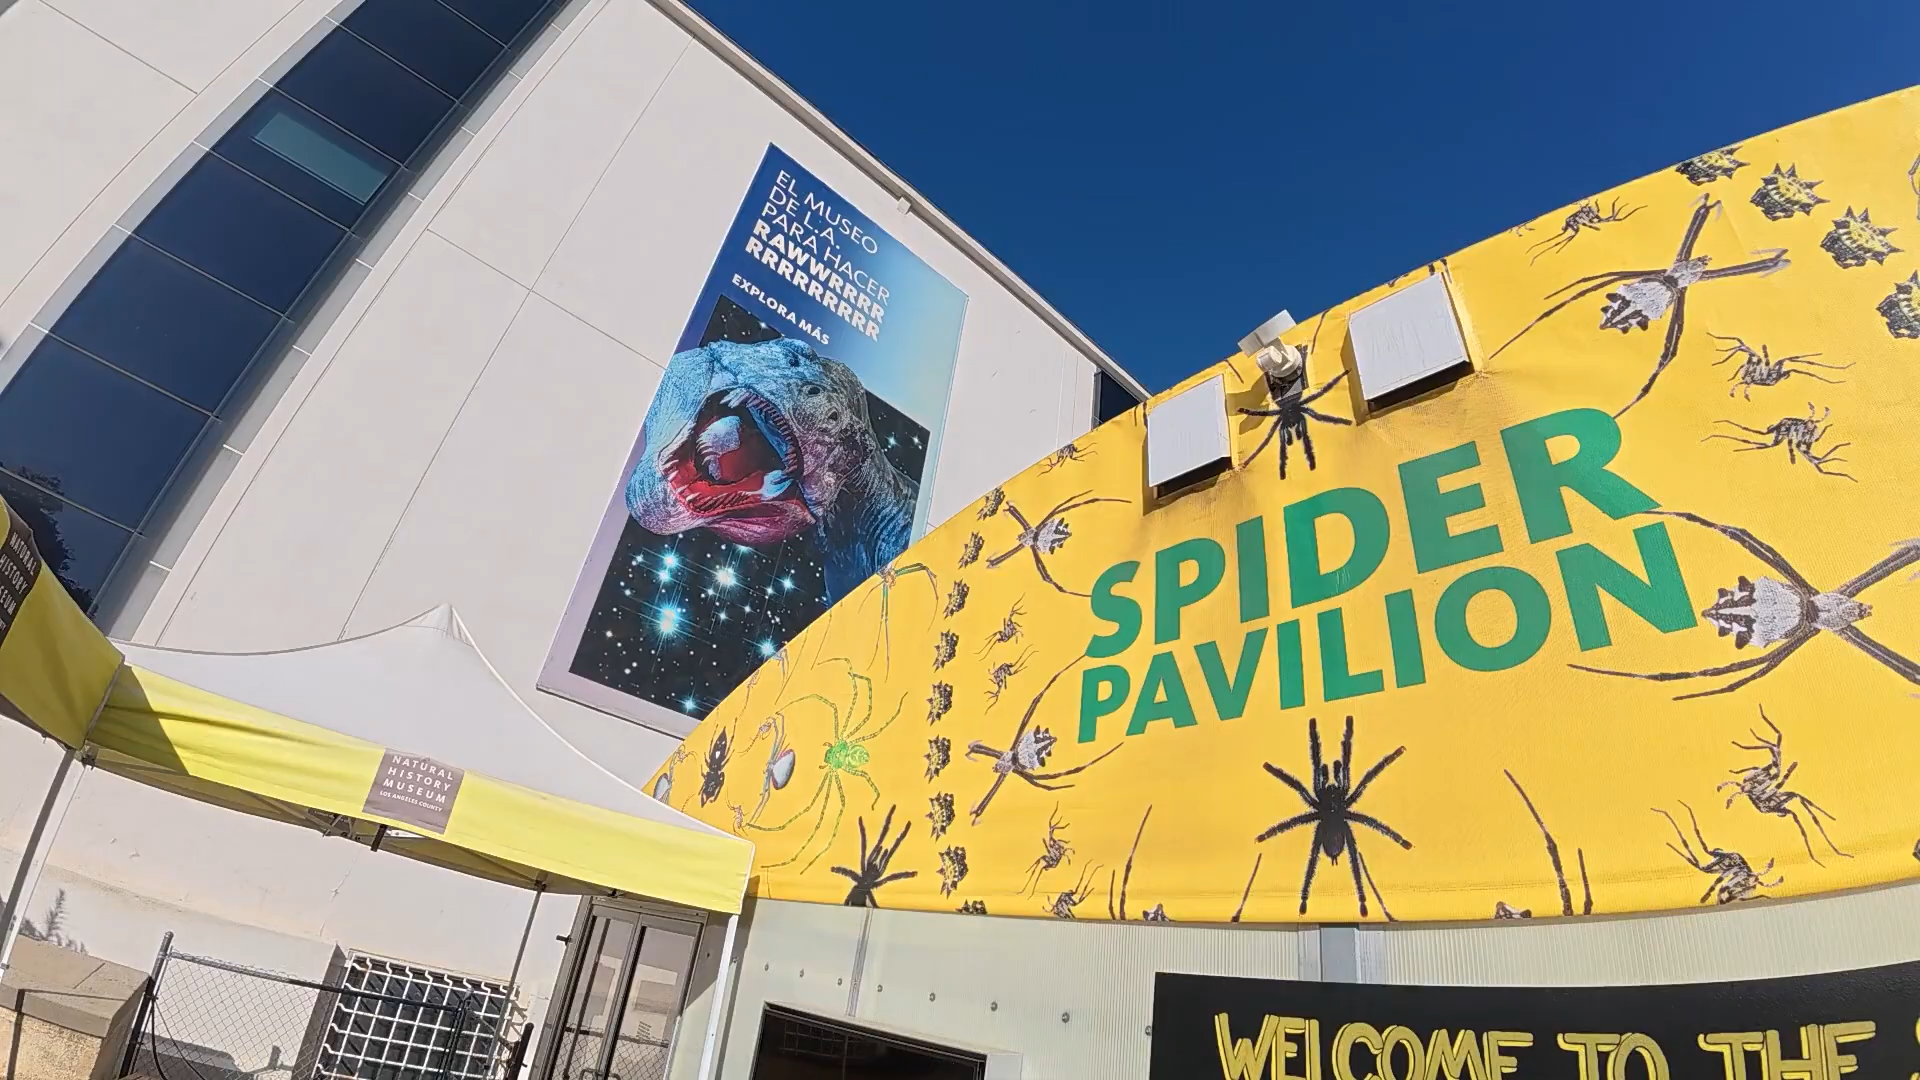 EL MUSEO
DE L.A.
PARA HACER
RAWWRRRR
RRRRRRRRR
EXPLORA MÁS
SPIDER
PAVILION
NATURAL
HISTORY
MUSEUM
LOS ANGELES COUNTY
NATURAL
HISTORY
MUSEUM
WELCOME TO THE